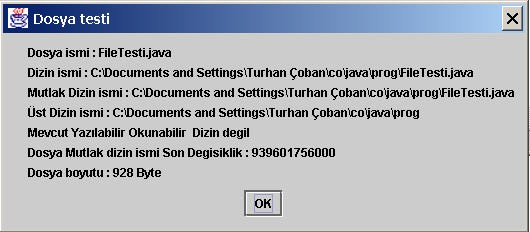 Dosya testi
Dosya ismi : FileTesti.java
Dizin ismi : C:\Documents and Settings\Turhan Çoban\co\java\prog\FileTesti.java
Mutlak Dizin ismi : C:\Documents and Settings\Turhan Çoban\co\java\prog\FileTesti.java
Üst Dizin ismi : C:\Documents and Settings\Turhan Çoban\co\java\prog
Mevcut Yazılabilir Okunabilir  Dizin degil
Dosya Mutlak dizin ismi Son Degisiklik : 939601756000
Dosya boyutu : 928 Byte
OK